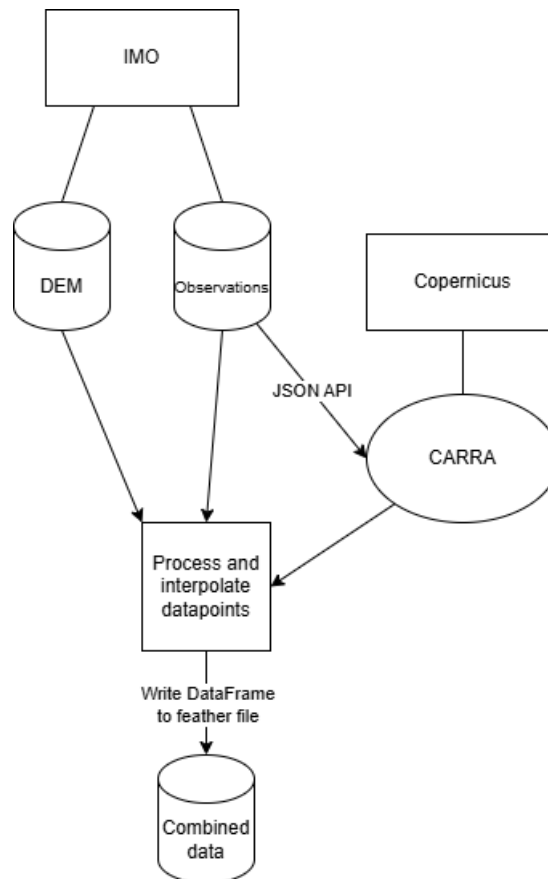 IMO
DEM
Observations
Copernicus
JSON API
CARRA
Process and
interpolate
datapoints
Write DataFrame
to feather file
Combined
data